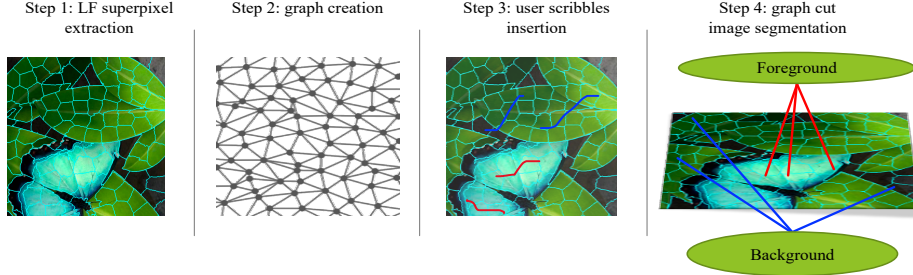 Step 1: LF superpixel
extraction
Step 2: graph creation
Step 3: user scribbles
insertion
Step 4: graph cut
image segmentation
Foreground
Background